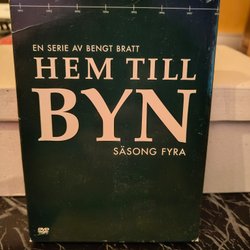 EN SERIE AV BENGT BRATT
HEM TILL
BYN
SÄSONG FYRA
DVD